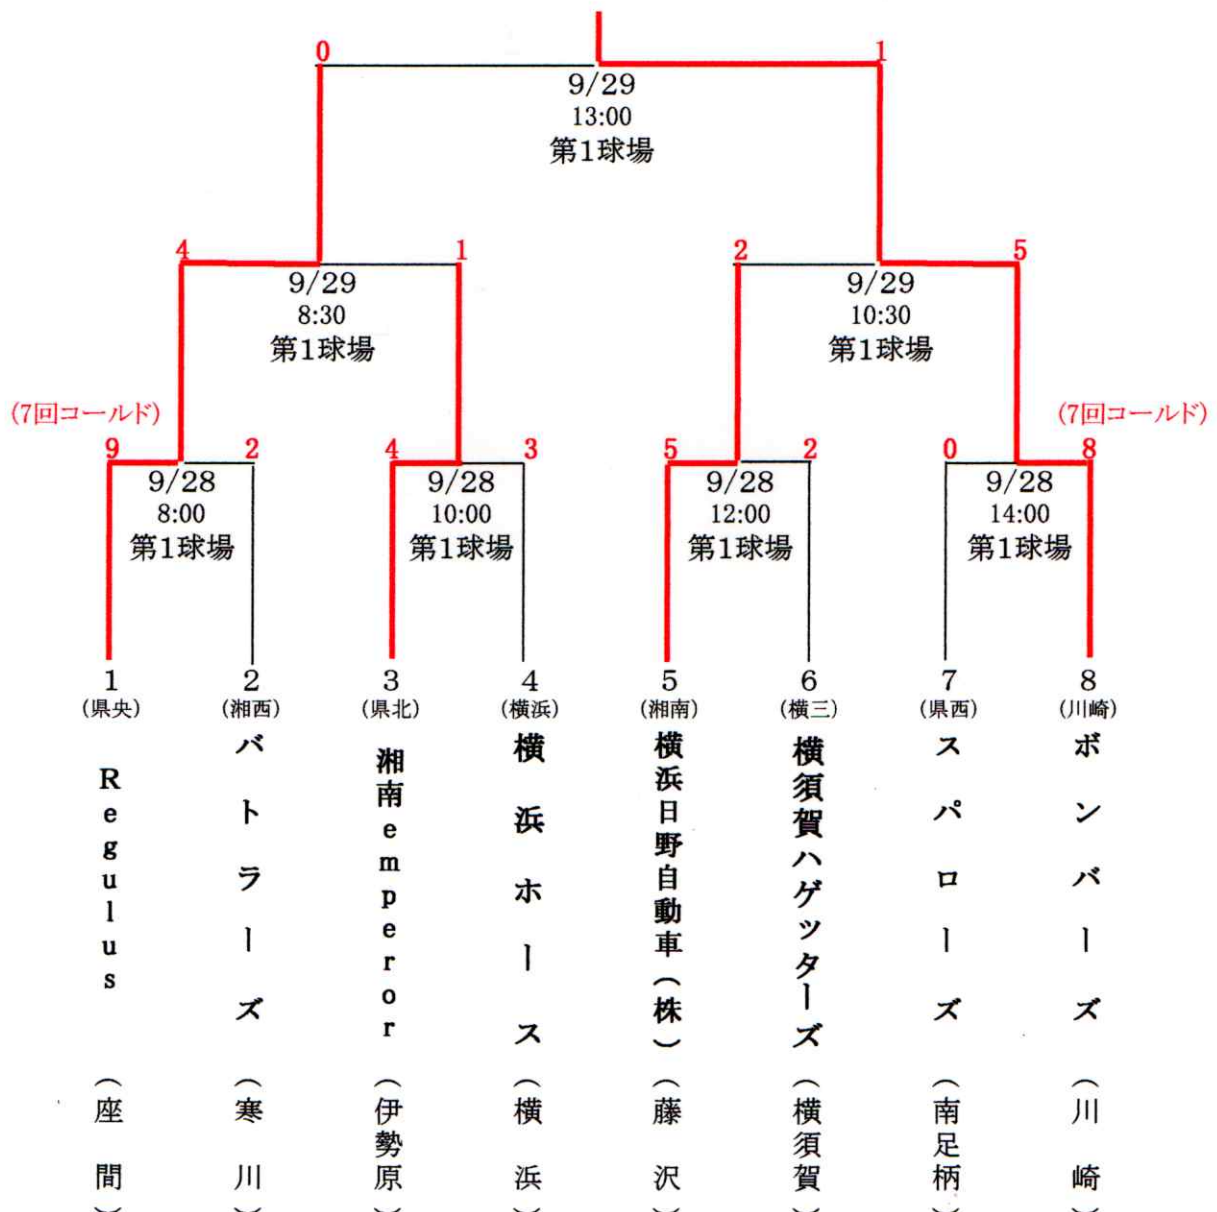 0 1
9/29
13:00
第1球場
4 1 2 5
9/29 9/29
8:30 10:30
第1球場 第1球場
(7回コールド) (7回コールド)
9 2 4 3 5 2 0 8
9/28 9/28 9/28 9/28
8:00 10:00 12:00 14:00
第1球場 第1球場 第1球場 第1球場
1 2 3 4 5 6 7 8
(県央) (湘西) (県北) (横浜) (湘南) (横三) (県西) (川崎)
Regulus(座間)
バトラーズ(寒川)
湘南emperor(伊勢原)
横浜ホース(横浜)
横浜日野自動車(株)(藤沢)
横須賀ハゲッターズ(横須賀)
スパローズ(南足柄)
ボンバーズ(川崎)